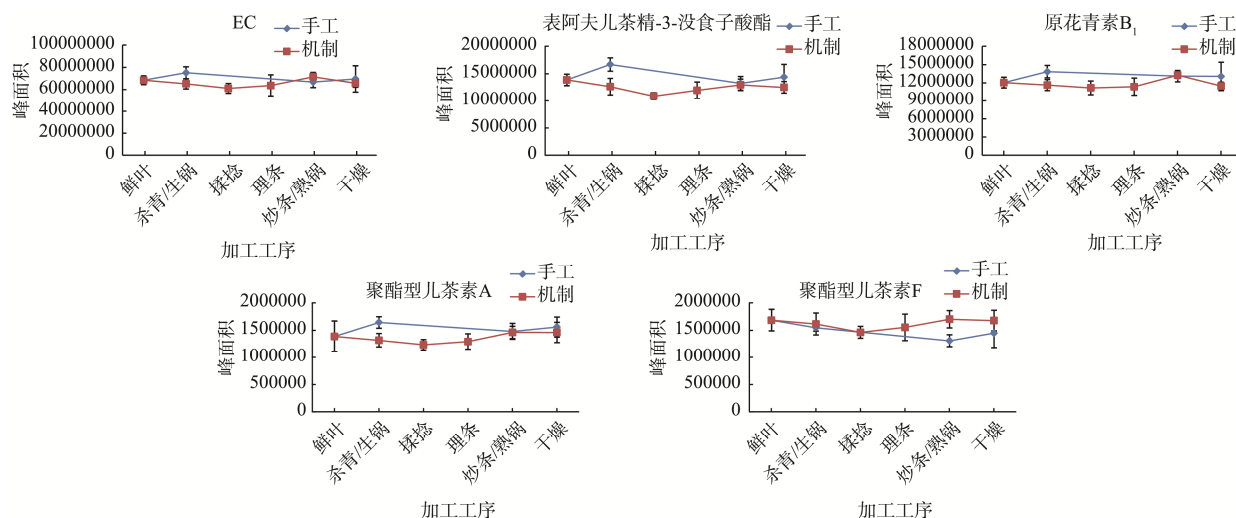 EC
手工
机制
100000000
80000000
60000000
40000000
20000000
0
峰面积
鲜叶
杀青/生锅
揉捻
理条
炒条/熟锅
干燥
加工工序
表阿夫儿茶精-3-没食子酸酯
手工
机制
20000000
15000000
10000000
5000000
0
峰面积
鲜叶
杀青/生锅
揉捻
理条
炒条/熟锅
干燥
加工工序
原花青素B₁
手工
机制
18000000
15000000
12000000
9000000
6000000
3000000
0
峰面积
鲜叶
杀青/生锅
揉捻
理条
炒条/熟锅
干燥
加工工序
聚酯型儿茶素A
手工
机制
2000000
1500000
1000000
500000
0
峰面积
鲜叶
杀青/生锅
揉捻
理条
炒条/熟锅
干燥
加工工序
聚酯型儿茶素F
手工
机制
2000000
1500000
1000000
500000
0
峰面积
鲜叶
杀青/生锅
揉捻
理条
炒条/熟锅
干燥
加工工序